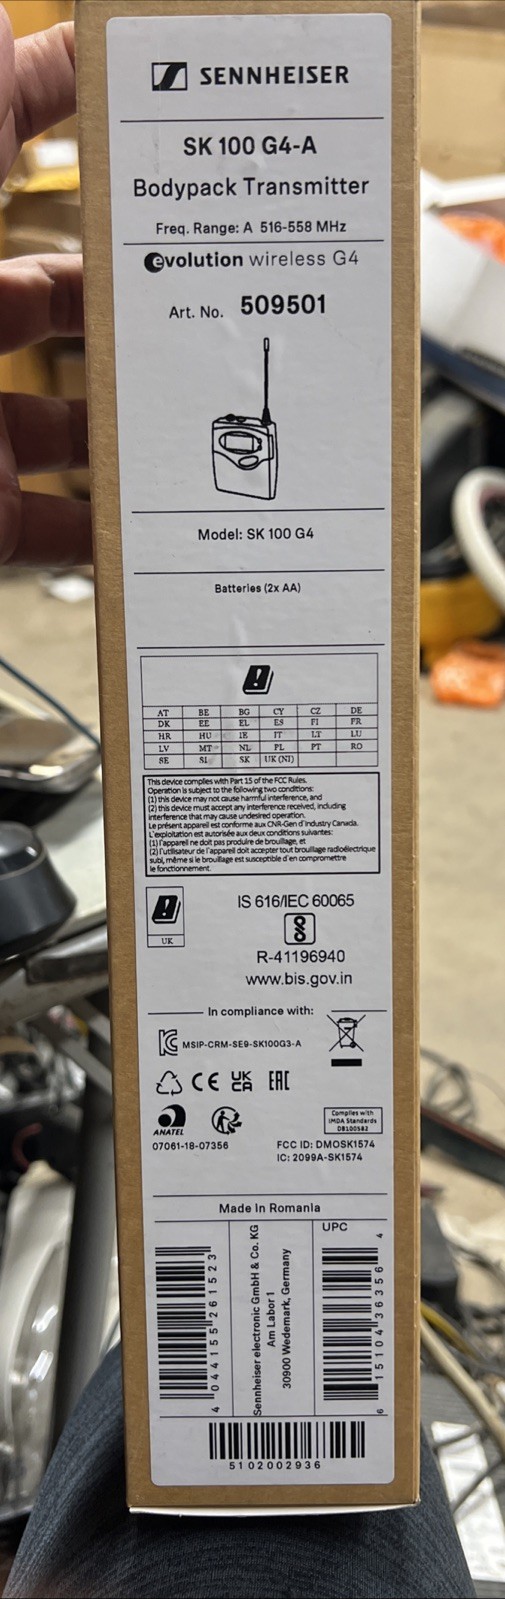 SENNHEISER
SK 100 G4-A
Bodypack Transmitter
Freq. Range: A 516-558 MHz
evolution wireless G4
Art. No. 509501
Model: SK 100 G4
Batteries (2x AA)
AT BE BG CY CZ DE
DK EE EL ES FI FR
HR HU IE IT LT LU
LV MT NL PL PT RO
SE SI SK UK (NI)
This device complies with Part 15 of the FCC Rules.
Operation is subject to the following two conditions:
(1) this device may not cause harmful interference, and
(2) this device must accept any interference received, including
interference that may cause undesired operation.
Le présent appareil est conforme aux CNR-Gen d'Industry Canada.
L'exploitation est autorisée aux deux conditions suivantes:
(1) l'appareil ne doit pas produire de brouillage, et
(2) l'utilisateur de l'appareil doit accepter tout brouillage radioélectrique
subi, même si le brouillage est susceptible d'en compromettre
le fonctionnement.
UK
IS 616/IEC 60065
R-41196940
www.bis.gov.in
In compliance with:
MSIP-CRM-SE9-SK100G3-A
CE UK CA EAC
ANATEL
07061-18-07356
Complies with
IMDA Standards
DB100582
FCC ID: DMOSK1574
IC: 2099A-SK1574
Made in Romania
4 044155 261523
Sennheiser electronic GmbH & Co. KG
Am Labor 1
30900 Wedemark, Germany
UPC
6 15104 36356 4
5102002936